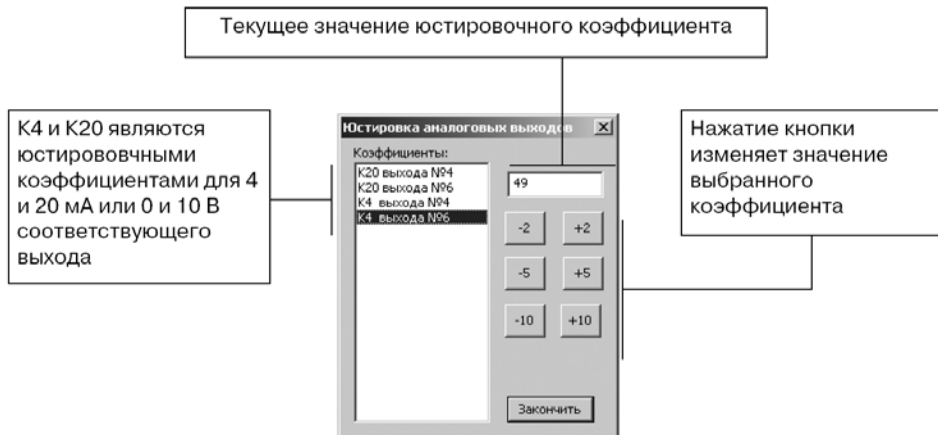 Текущее значение юстировочного коэффициента
К4 и К20 являются
юстирововчными
коэффициентами для 4
и 20 мА или 0 и 10 В
соответствующего
выхода
Юстировка аналоговых выходов
Коэффициенты:
К20 выхода №4
К20 выхода №6
К4 выхода №4
К4 выхода №6
49
-2 +2
-5 +5
-10 +10
Закончить
Нажатие кнопки
изменяет значение
выбранного
коэффициента